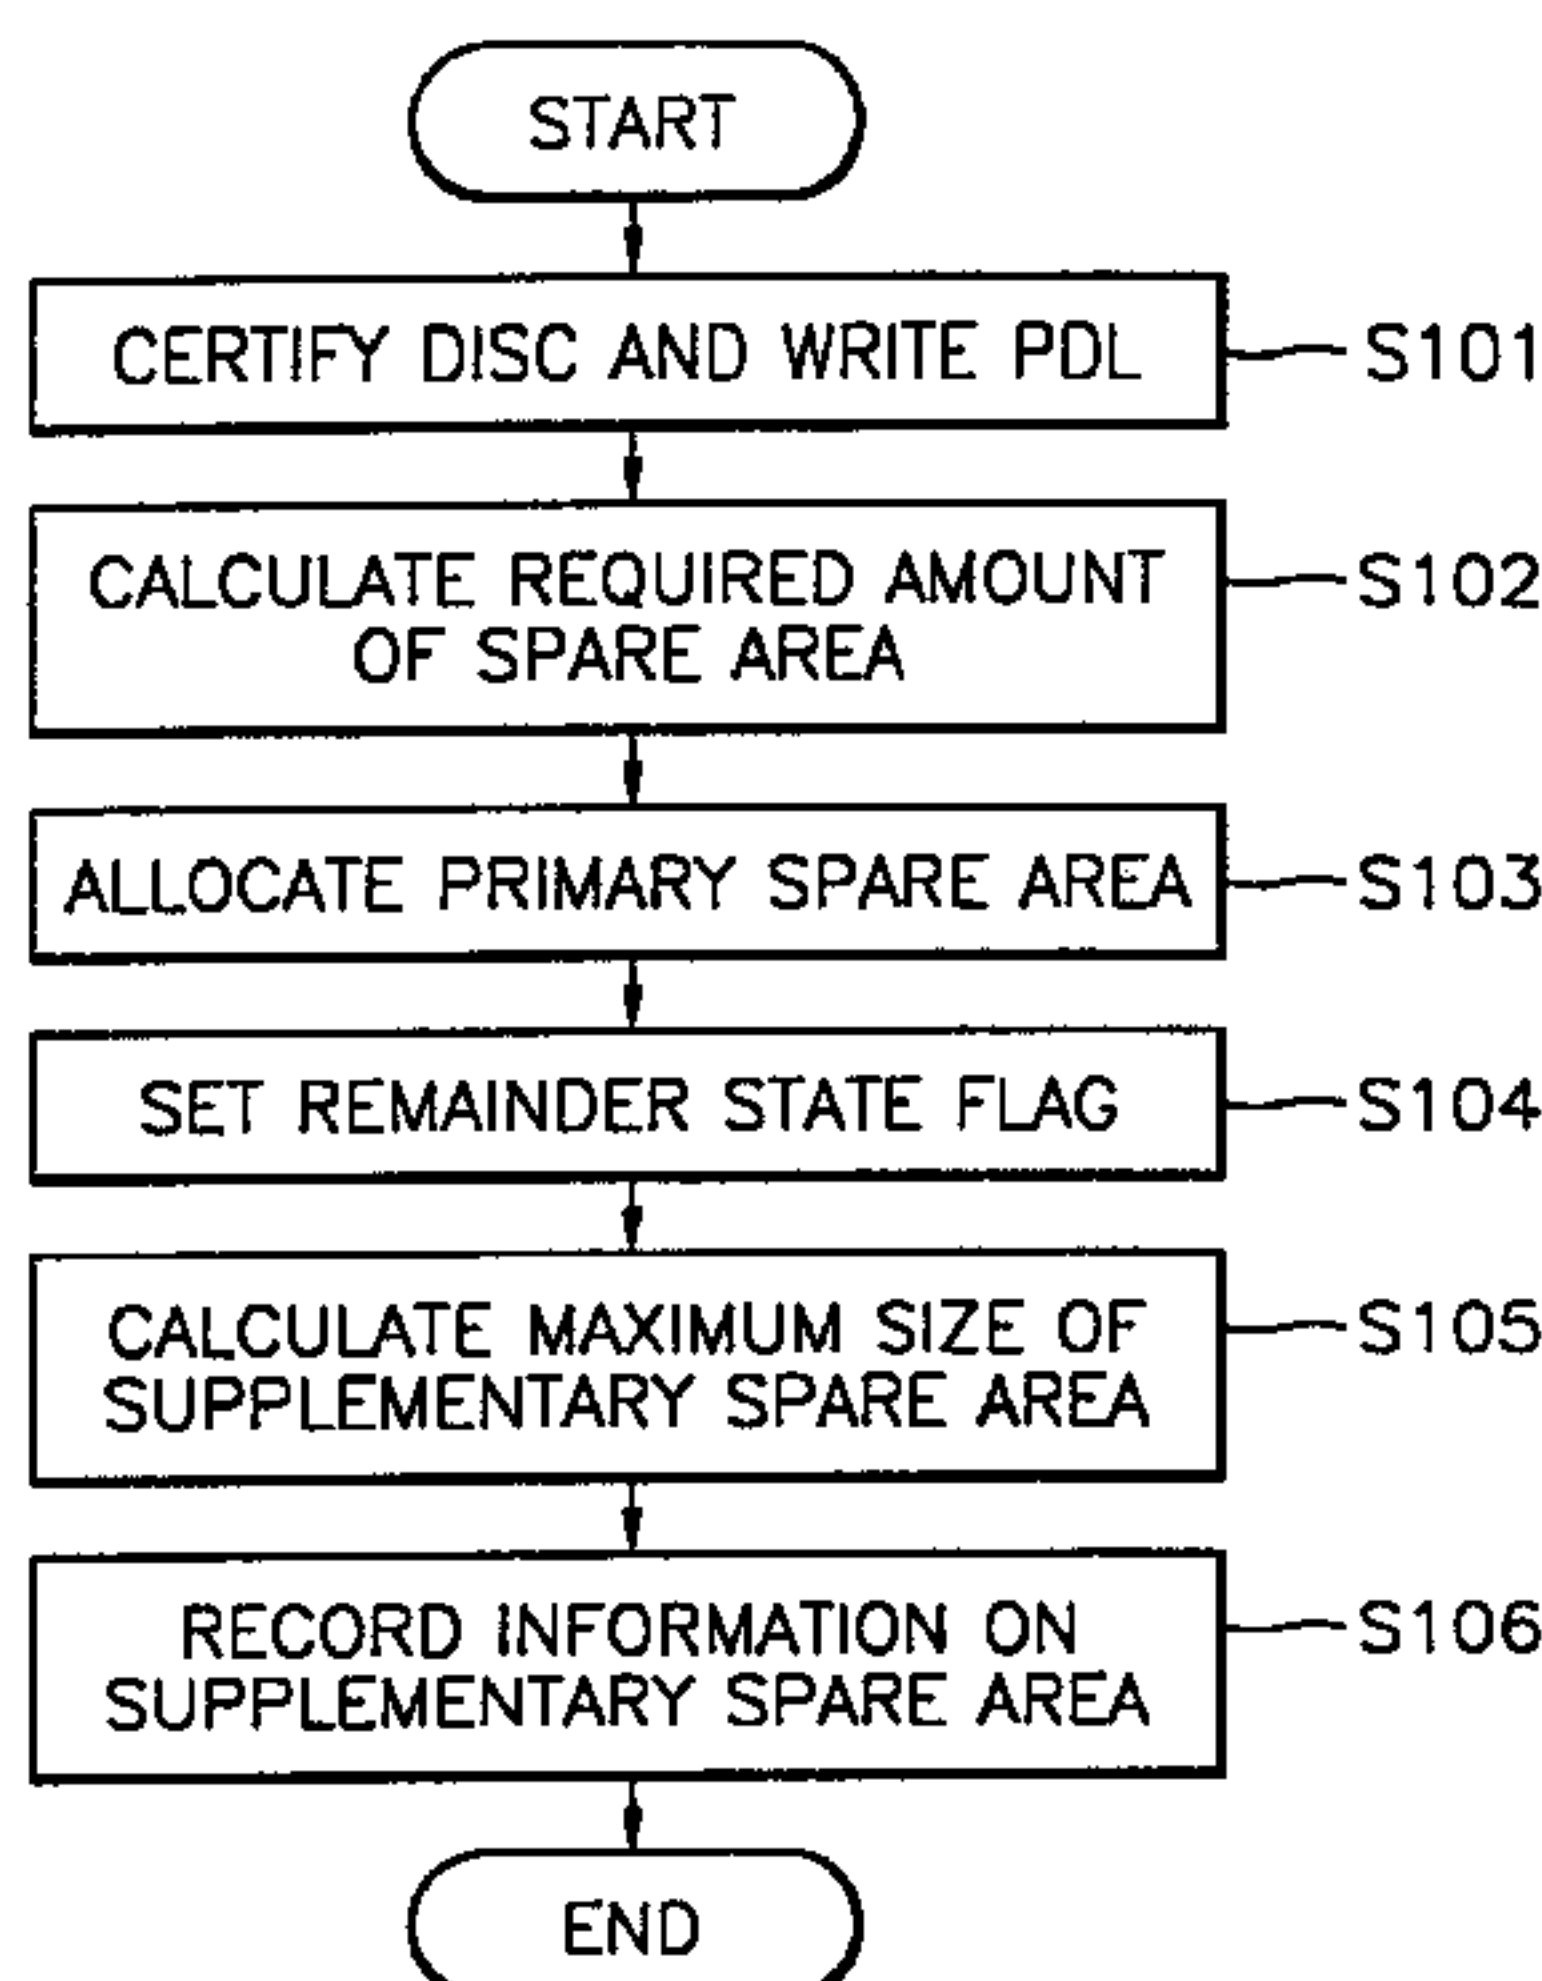 START
CERTIFY DISC AND WRITE PDL
S101
CALCULATE REQUIRED AMOUNT
OF SPARE AREA
S102
ALLOCATE PRIMARY SPARE AREA
S103
SET REMAINDER STATE FLAG
S104
CALCULATE MAXIMUM SIZE OF
SUPPLEMENTARY SPARE AREA
S105
RECORD INFORMATION ON
SUPPLEMENTARY SPARE AREA
S106
END